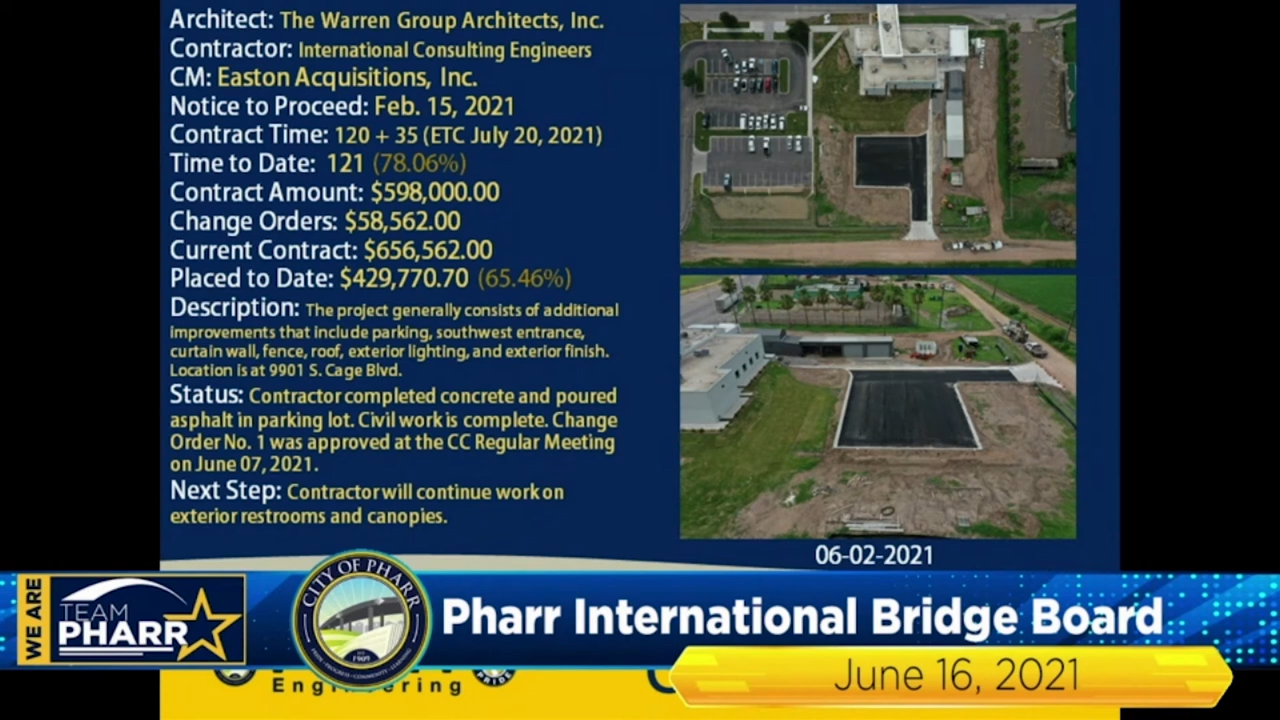 Architect: The Warren Group Architects, Inc.
Contractor: International Consulting Engineers
CM: Easton Acquisitions, Inc.
Notice to Proceed: Feb. 15, 2021
Contract Time: 120 + 35 (ETC July 20, 2021)
Time to Date: 121 (78.06%)
Contract Amount: $598,000.00
Change Orders: $58,562.00
Current Contract: $656,562.00
Placed to Date: $429,770.70 (65.46%)
Description: The project generally consists of additional
improvements that include parking, southwest entrance,
curtain wall, fence, roof, exterior lighting, and exterior finish.
Location is at 9901 S. Cage Blvd.
Status: Contractor completed concrete and poured
asphalt in parking lot. Civil work is complete. Change
Order No. 1 was approved at the CC Regular Meeting
on June 07, 2021.
Next Step: Contractor will continue work on
exterior restrooms and canopies.
06-02-2021
WE ARE
TEAM
PHARR
CITY OF PHARR
EST
1909
PRIDE · PROGRESS · COMMUNITY · LEARNING
Pharr International Bridge Board
June 16, 2021
Engineering
PRIDE